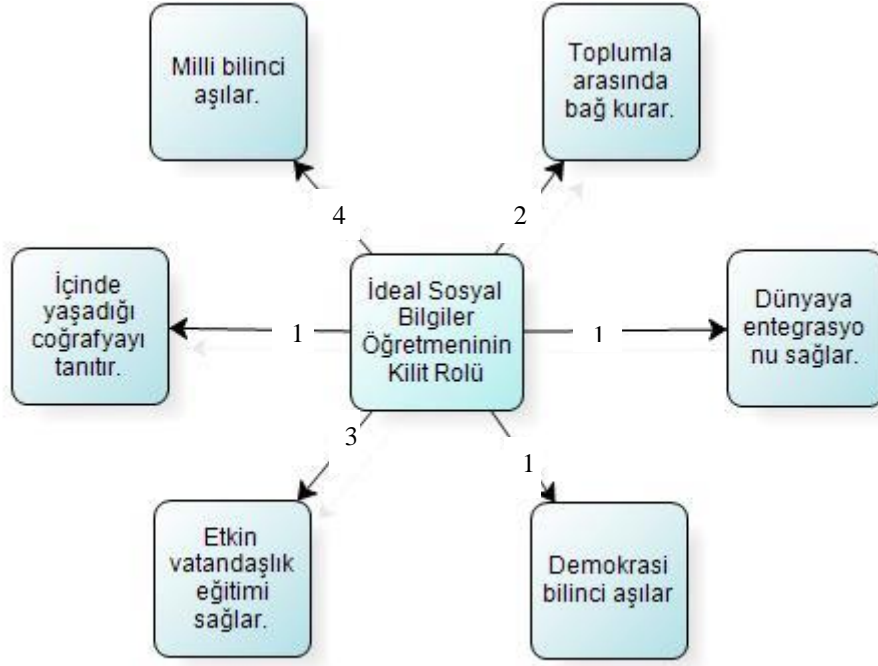 Milli bilinci
aşılar.
Toplumla
arasında
bağ kurar.
4
2
İçinde
yaşadığı
coğrafyayı
tanıtır.
1
İdeal Sosyal
Bilgiler
Öğretmeninin
Kilit Rolü
1
Dünyaya
entegrasyo
nu sağlar.
3
1
Etkin
vatandaşlık
eğitimi
sağlar.
Demokrasi
bilinci aşılar